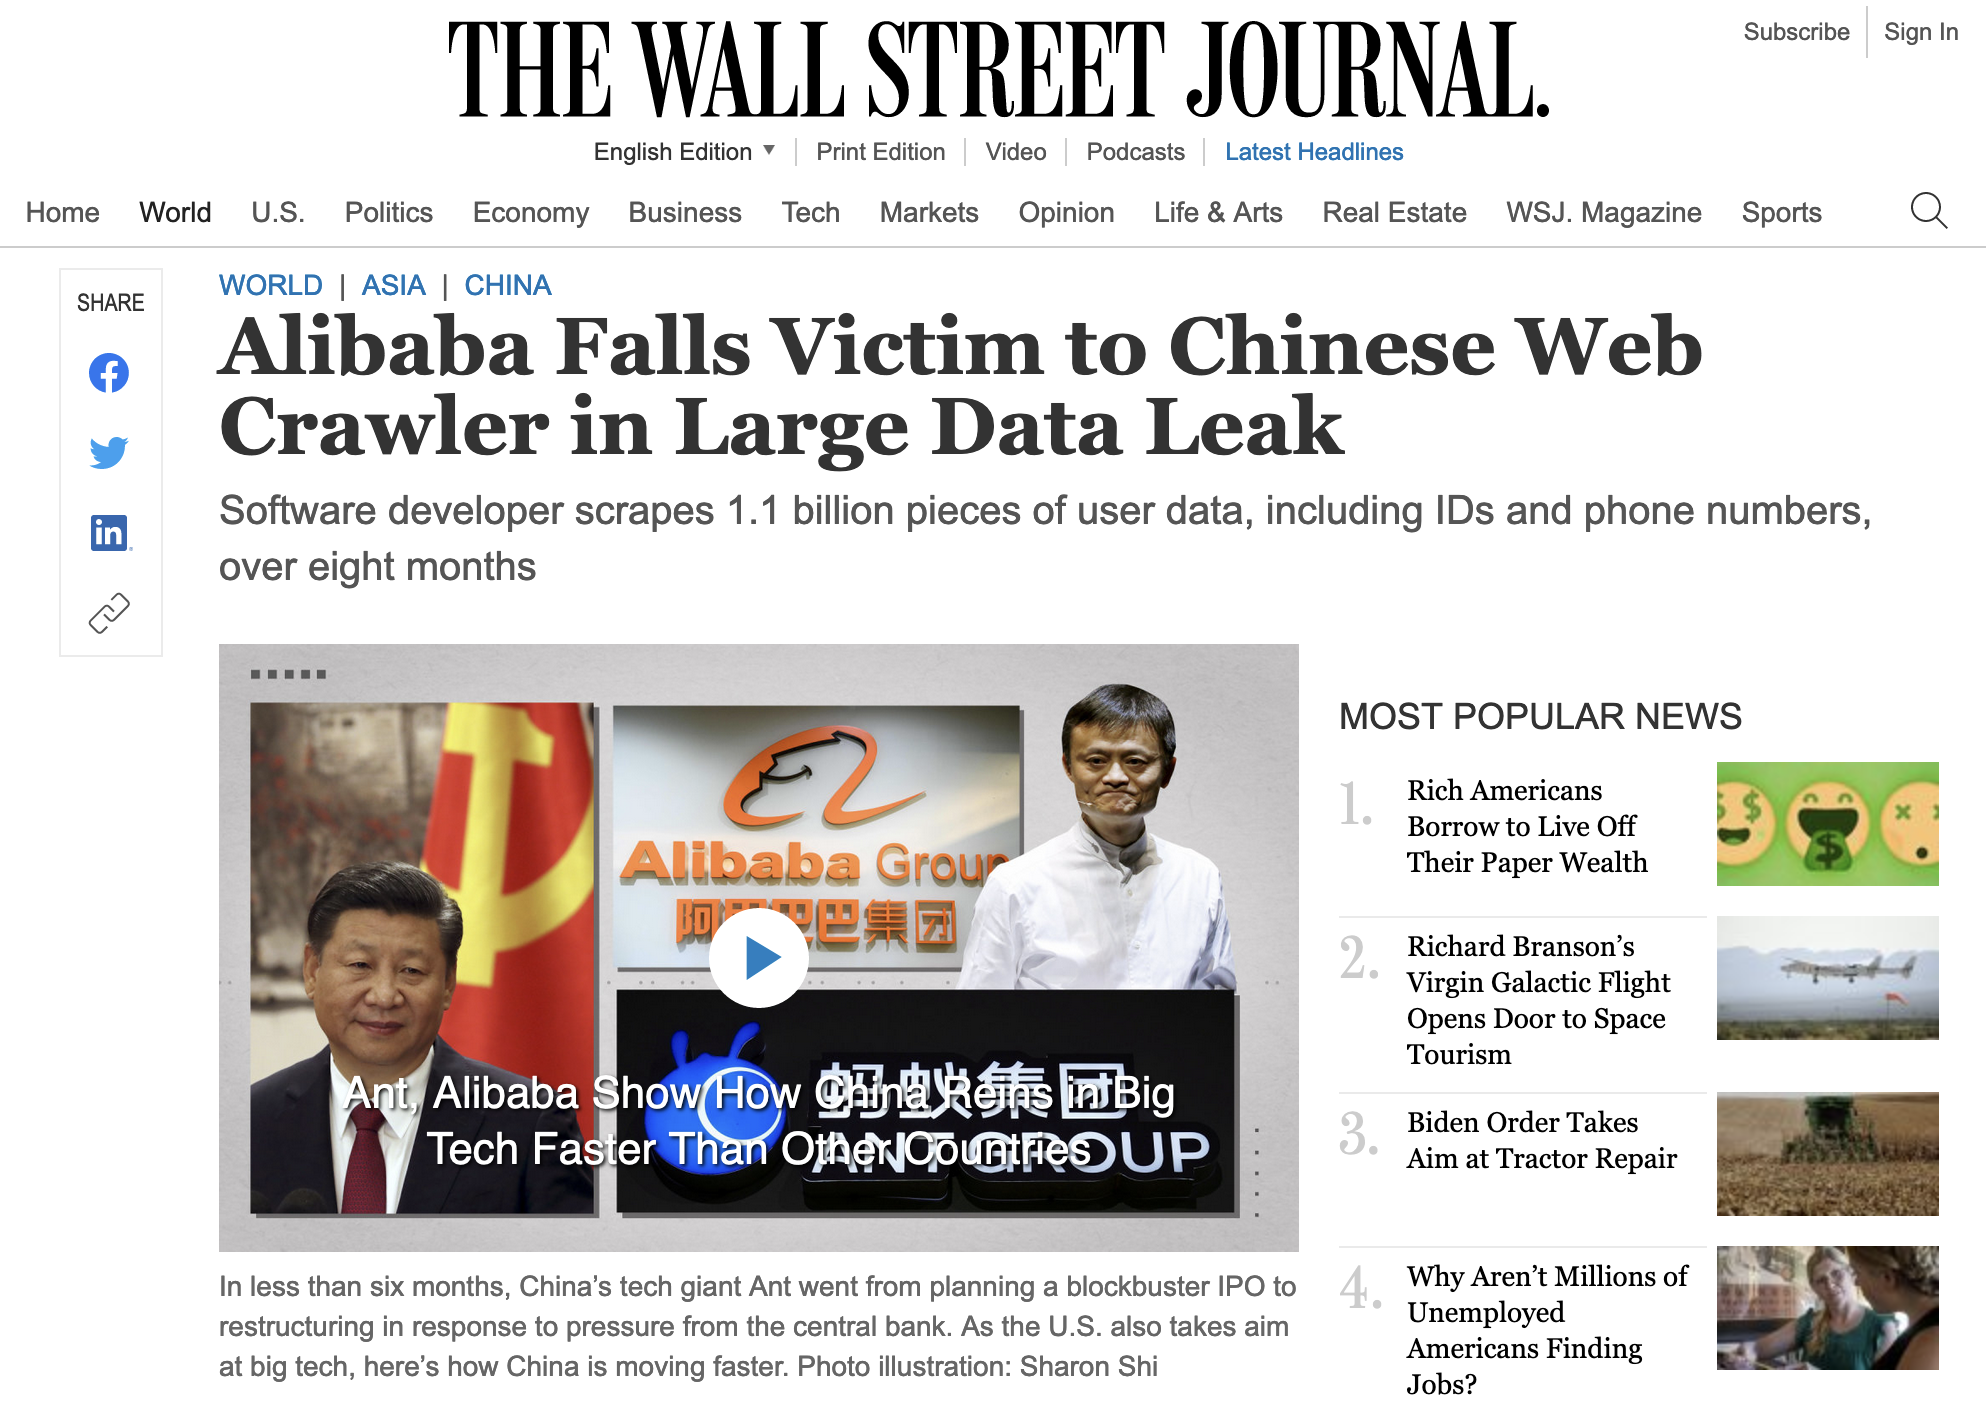 THE WALL STREET JOURNAL.
Subscribe
Sign In
English Edition
Print Edition
Video
Podcasts
Latest Headlines
Home
World
U.S.
Politics
Economy
Business
Tech
Markets
Opinion
Life & Arts
Real Estate
WSJ. Magazine
Sports
SHARE
in
WORLD | ASIA | CHINA
Alibaba Falls Victim to Chinese Web
Crawler in Large Data Leak
Software developer scrapes 1.1 billion pieces of user data, including IDs and phone numbers,
over eight months
Alibaba Group
阿里巴巴集团
蚂蚁集团
ANT GROUP
Ant, Alibaba Show How China Reins in Big
Tech Faster Than Other Countries
In less than six months, China’s tech giant Ant went from planning a blockbuster IPO to
restructuring in response to pressure from the central bank. As the U.S. also takes aim
at big tech, here’s how China is moving faster. Photo illustration: Sharon Shi
MOST POPULAR NEWS
1.
Rich Americans
Borrow to Live Off
Their Paper Wealth
2.
Richard Branson’s
Virgin Galactic Flight
Opens Door to Space
Tourism
3.
Biden Order Takes
Aim at Tractor Repair
4.
Why Aren’t Millions of
Unemployed
Americans Finding
Jobs?